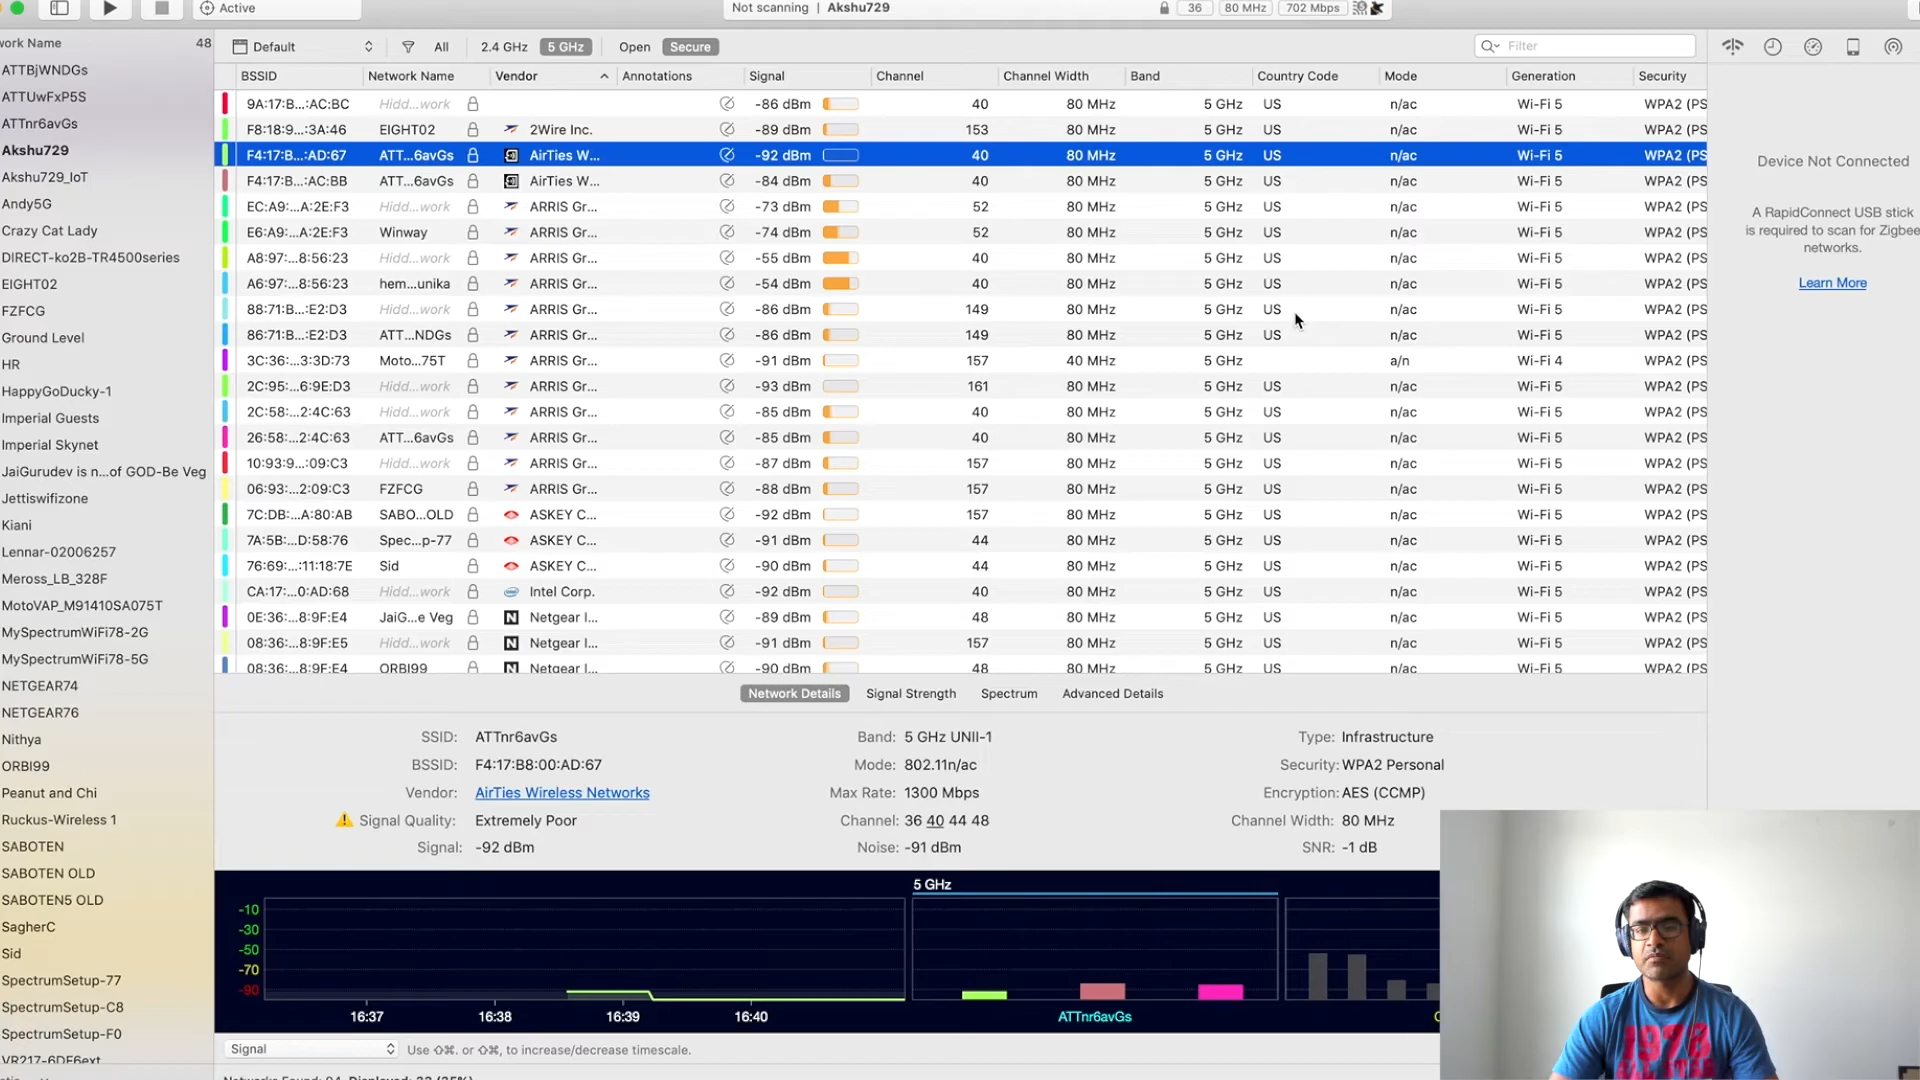 Active
Not scanning | Akshu729
36
80 MHz
702 Mbps
work Name 48
ATTBjWNDGs
ATTUwFxP5S
ATTnr6avGs
Akshu729
Akshu729_IoT
Andy5G
Crazy Cat Lady
DIRECT-ko2B-TR4500series
EIGHT02
FZFCG
Ground Level
HR
HappyGoDucky-1
Imperial Guests
Imperial Skynet
JaiGurudev is n...of GOD-Be Veg
Jettiswifizone
Kiani
Lennar-02006257
Meross_LB_328F
MotoVAP_M91410SA075T
MySpectrumWiFi78-2G
MySpectrumWiFi78-5G
NETGEAR74
NETGEAR76
Nithya
ORBI99
Peanut and Chi
Ruckus-Wireless 1
SABOTEN
SABOTEN OLD
SABOTEN5 OLD
SagherC
Sid
SpectrumSetup-77
SpectrumSetup-C8
SpectrumSetup-F0
VR217-6DF6ext
Default All 2.4 GHz 5 GHz Open Secure Filter
BSSID Network Name Vendor Annotations Signal Channel Channel Width Band Country Code Mode Generation Security
9A:17:B...:AC:BC Hidd...work -86 dBm 40 80 MHz 5 GHz US n/ac Wi-Fi 5 WPA2 (PS
F8:18:9...:3A:46 EIGHT02 2Wire Inc. -89 dBm 153 80 MHz 5 GHz US n/ac Wi-Fi 5 WPA2 (PS
F4:17:B...:AD:67 ATT...6avGs AirTies W... -92 dBm 40 80 MHz 5 GHz US n/ac Wi-Fi 5 WPA2 (PS
F4:17:B...:AC:BB ATT...6avGs AirTies W... -84 dBm 40 80 MHz 5 GHz US n/ac Wi-Fi 5 WPA2 (PS
EC:A9:...A:2E:F3 Hidd...work ARRIS Gr... -73 dBm 52 80 MHz 5 GHz US n/ac Wi-Fi 5 WPA2 (PS
E6:A9:...A:2E:F3 Winway ARRIS Gr... -74 dBm 52 80 MHz 5 GHz US n/ac Wi-Fi 5 WPA2 (PS
A8:97:...8:56:23 Hidd...work ARRIS Gr... -55 dBm 40 80 MHz 5 GHz US n/ac Wi-Fi 5 WPA2 (PS
A6:97:...8:56:23 hem...unika ARRIS Gr... -54 dBm 40 80 MHz 5 GHz US n/ac Wi-Fi 5 WPA2 (PS
88:71:B...:E2:D3 Hidd...work ARRIS Gr... -86 dBm 149 80 MHz 5 GHz US n/ac Wi-Fi 5 WPA2 (PS
86:71:B...:E2:D3 ATT...NDGs ARRIS Gr... -86 dBm 149 80 MHz 5 GHz US n/ac Wi-Fi 5 WPA2 (PS
3C:36:...3:3D:73 Moto...75T ARRIS Gr... -91 dBm 157 40 MHz 5 GHz a/n Wi-Fi 4 WPA2 (PS
2C:95:...6:9E:D3 Hidd...work ARRIS Gr... -93 dBm 161 80 MHz 5 GHz US n/ac Wi-Fi 5 WPA2 (PS
2C:58:...2:4C:63 Hidd...work ARRIS Gr... -85 dBm 40 80 MHz 5 GHz US n/ac Wi-Fi 5 WPA2 (PS
26:58:...2:4C:63 ATT...6avGs ARRIS Gr... -85 dBm 40 80 MHz 5 GHz US n/ac Wi-Fi 5 WPA2 (PS
10:93:9...:09:C3 Hidd...work ARRIS Gr... -87 dBm 157 80 MHz 5 GHz US n/ac Wi-Fi 5 WPA2 (PS
06:93:...2:09:C3 FZFCG ARRIS Gr... -88 dBm 157 80 MHz 5 GHz US n/ac Wi-Fi 5 WPA2 (PS
7C:DB:...A:80:AB SABO...OLD ASKEY C... -92 dBm 157 80 MHz 5 GHz US n/ac Wi-Fi 5 WPA2 (PS
7A:5B:...D:58:76 Spec...p-77 ASKEY C... -91 dBm 44 80 MHz 5 GHz US n/ac Wi-Fi 5 WPA2 (PS
76:69:...:11:18:7E Sid ASKEY C... -90 dBm 44 80 MHz 5 GHz US n/ac Wi-Fi 5 WPA2 (PS
CA:17:...0:AD:68 Hidd...work Intel Corp. -92 dBm 40 80 MHz 5 GHz US n/ac Wi-Fi 5 WPA2 (PS
0E:36:...8:9F:E4 JaiG...e Veg Netgear I... -89 dBm 48 80 MHz 5 GHz US n/ac Wi-Fi 5 WPA2 (PS
08:36:...8:9F:E5 Hidd...work Netgear I... -91 dBm 157 80 MHz 5 GHz US n/ac Wi-Fi 5 WPA2 (PS
08:36:...8:9F:E4 ORBI99 Netgear I... -90 dBm 48 80 MHz 5 GHz US n/ac Wi-Fi 5 WPA2 (PS
Device Not Connected
A RapidConnect USB stick
is required to scan for Zigbee
networks.
Learn More
Network Details Signal Strength Spectrum Advanced Details
SSID: ATTnr6avGs Band: 5 GHz UNII-1 Type: Infrastructure
BSSID: F4:17:B8:00:AD:67 Mode: 802.11n/ac Security: WPA2 Personal
Vendor: AirTies Wireless Networks Max Rate: 1300 Mbps Encryption: AES (CCMP)
Signal Quality: Extremely Poor Channel: 36 40 44 48 Channel Width: 80 MHz
Signal: -92 dBm Noise: -91 dBm SNR: -1 dB
5 GHz
-10
-30
-50
-70
-90
16:37 16:38 16:39 16:40 ATTnr6avGs
Signal Use ⇧⌘. or ⇧⌘, to increase/decrease timescale.
1978